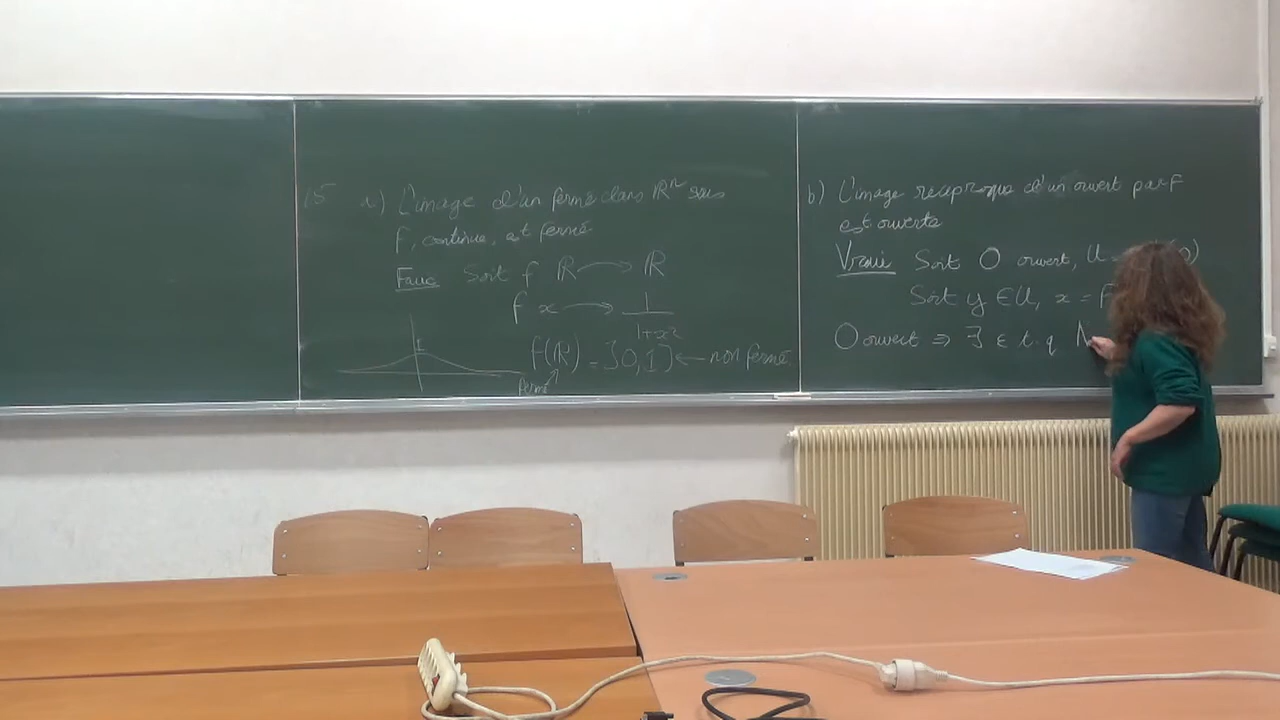 15 a) L'image d'un fermé dans ℝⁿ sous
f, continue, est fermé
Faux Soit f ℝ → ℝ
f x → 1/(1+x²)
f(ℝ) = ]0,1] ← non fermé
fermé
b) L'image réciproque d'un ouvert par F
est ouverte
Vrai Soit O ouvert, U =
Soit y ∈ U, x = F
O ouvert ⇒ ∃ ε t.q